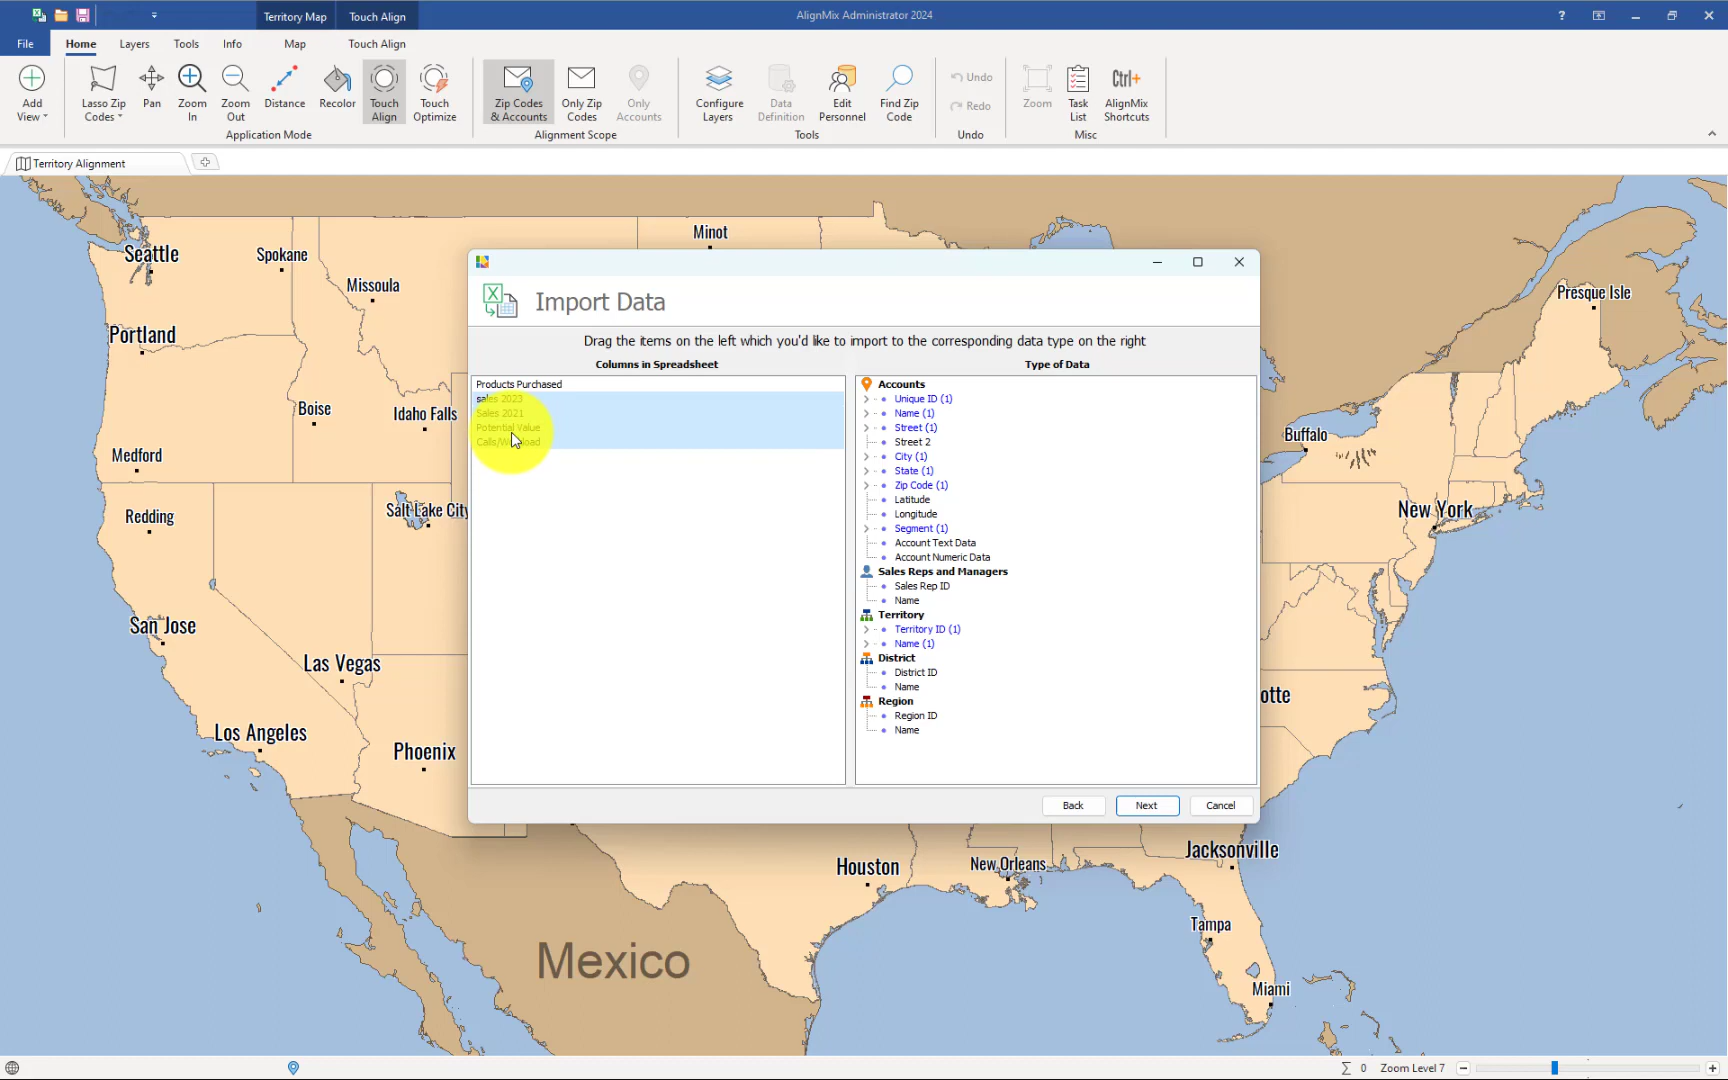 Territory Map
Touch Align
AlignMix Administrator 2024
?
File
Home
Layers
Tools
Info
Map
Touch Align
Add View
Lasso Zip Codes
Pan
Zoom In
Zoom Out
Distance
Recolor
Touch Align
Touch Optimize
Zip Codes & Accounts
Only Zip Codes
Only Accounts
Configure Layers
Data Definition
Edit Personnel
Find Zip Code
Undo
Redo
Zoom
Task List
Ctrl+
AlignMix Shortcuts
Application Mode
Alignment Scope
Tools
Undo
Misc
Territory Alignment
Seattle
Spokane
Minot
Missoula
Portland
Presque Isle
Boise
Idaho Falls
Buffalo
Medford
Redding
Salt Lake City
New York
San Jose
Las Vegas
otte
Los Angeles
Phoenix
Houston
New Orleans
Jacksonville
Tampa
Mexico
Miami
Import Data
Drag the items on the left which you'd like to import to the corresponding data type on the right
Columns in Spreadsheet
Products Purchased
sales 2023
Sales 2021
Potential Value
Type of Data
Accounts
Unique ID (1)
Name (1)
Street (1)
Street 2
City (1)
State (1)
Zip Code (1)
Latitude
Longitude
Segment (1)
Account Text Data
Account Numeric Data
Sales Reps and Managers
Sales Rep ID
Name
Territory
Territory ID (1)
Name (1)
District
District ID
Name
Region
Region ID
Name
Back
Next
Cancel
Σ 0
Zoom Level 7